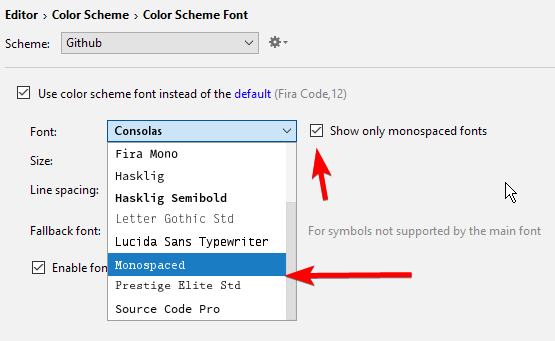 Editor › Color Scheme › Color Scheme Font
Scheme: Github
Use color scheme font instead of the default (Fira Code,12)
Font: Consolas Show only monospaced fonts
Fira Mono
Size: Hasklig
Hasklig Semibold
Line spacing: Letter Gothic Std
Fallback font: Lucida Sans Typewriter For symbols not supported by the main font
Monospaced
Enable fon Prestige Elite Std
Source Code Pro